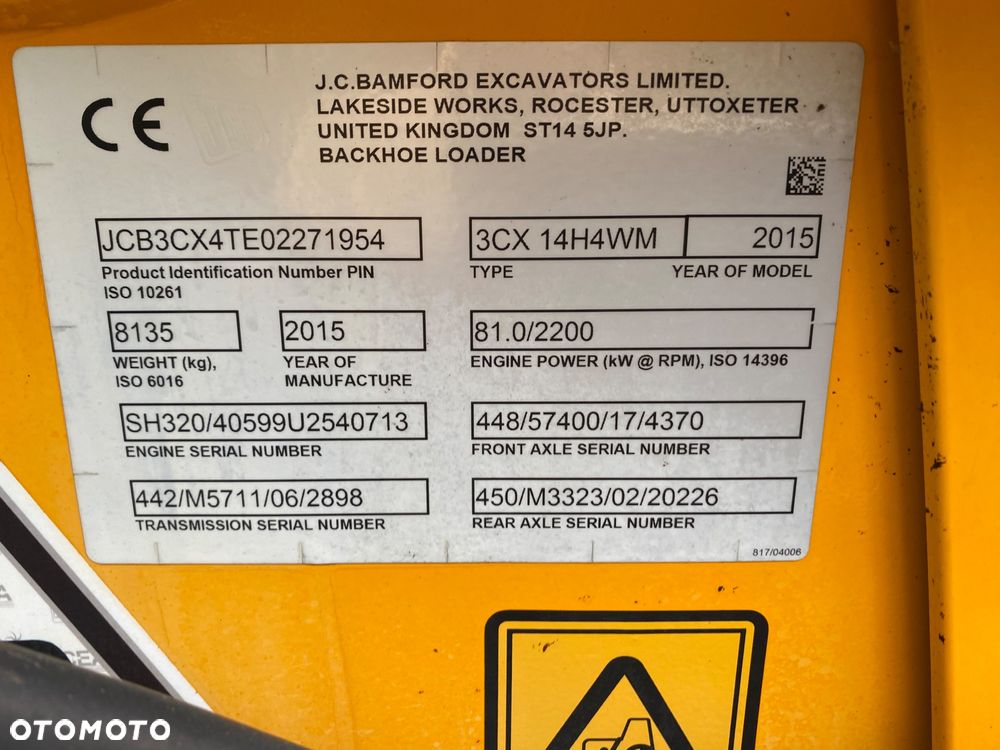 CE
J.C.BAMFORD EXCAVATORS LIMITED.
LAKESIDE WORKS, ROCESTER, UTTOXETER
UNITED KINGDOM ST14 5JP.
BACKHOE LOADER
JCB3CX4TE02271954
Product Identification Number PIN
ISO 10261
3CX 14H4WM 2015
TYPE YEAR OF MODEL
8135
WEIGHT (kg),
ISO 6016
2015
YEAR OF
MANUFACTURE
81.0/2200
ENGINE POWER (kW @ RPM), ISO 14396
SH320/40599U2540713
ENGINE SERIAL NUMBER
448/57400/17/4370
FRONT AXLE SERIAL NUMBER
442/M5711/06/2898
TRANSMISSION SERIAL NUMBER
450/M3323/02/20226
REAR AXLE SERIAL NUMBER
817/04006
OTOMOTO